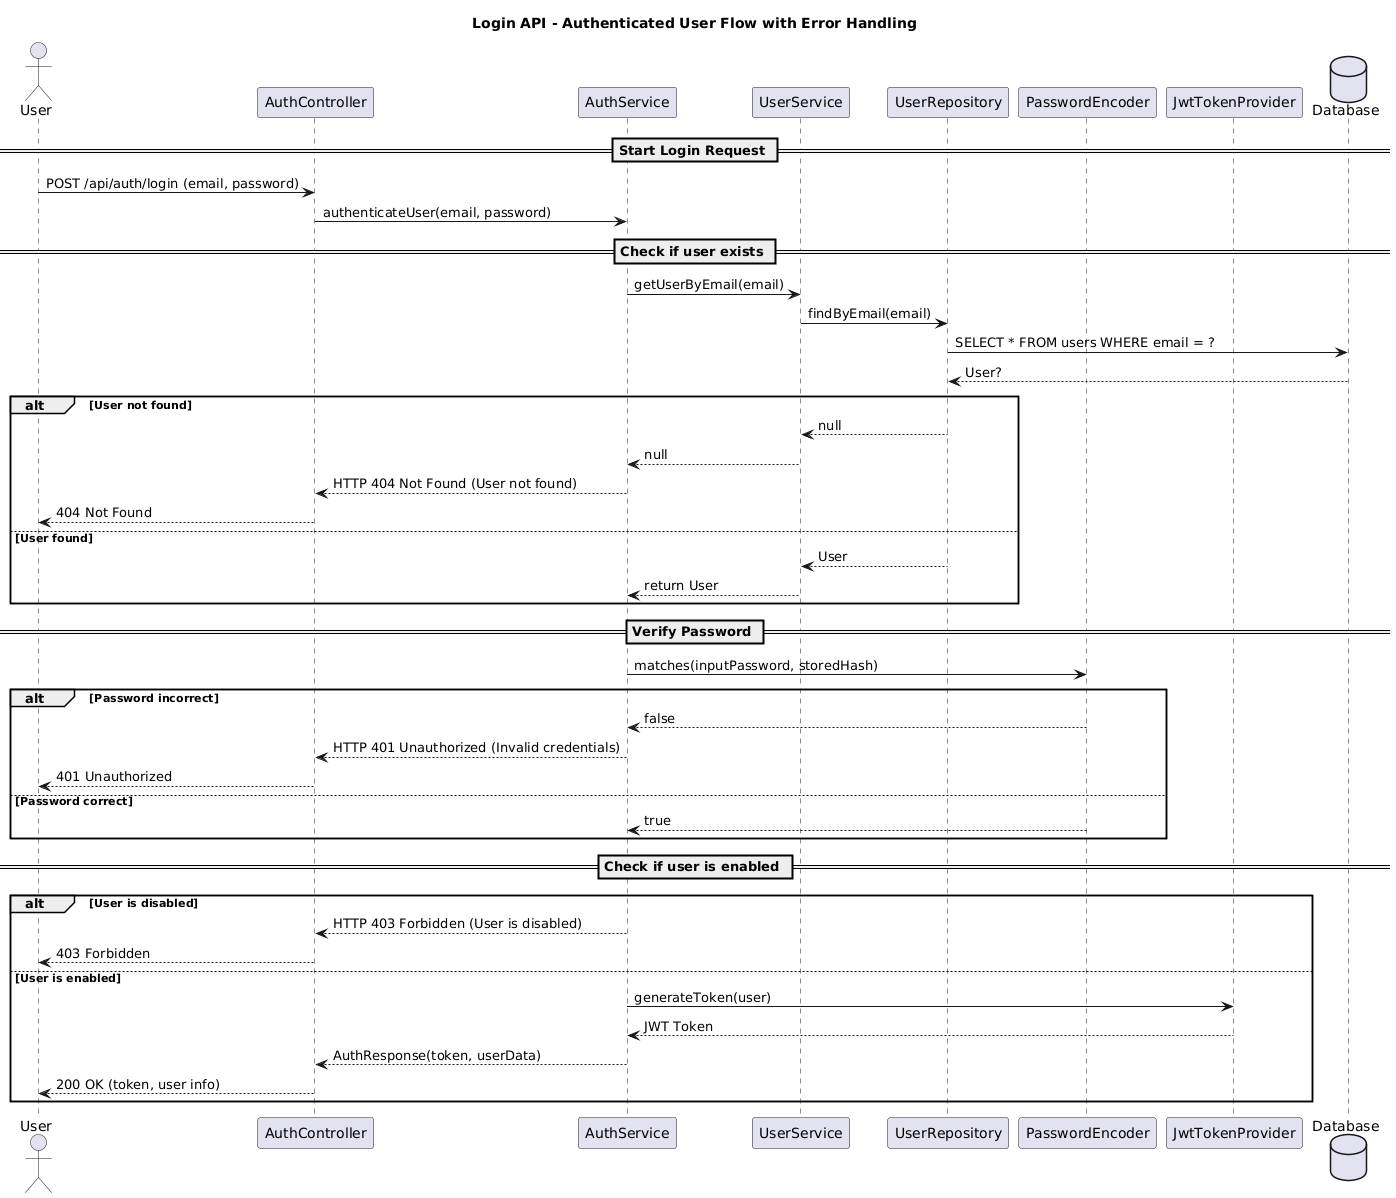 Login API - Authenticated User Flow with Error Handling
User
AuthController
AuthService
UserService
UserRepository
PasswordEncoder
JwtTokenProvider
Database
Start Login Request
POST /api/auth/login (email, password)
authenticateUser(email, password)
Check if user exists
getUserByEmail(email)
findByEmail(email)
SELECT * FROM users WHERE email = ?
User?
alt
[User not found]
null
null
HTTP 404 Not Found (User not found)
404 Not Found
[User found]
User
return User
Verify Password
matches(inputPassword, storedHash)
alt
[Password incorrect]
false
HTTP 401 Unauthorized (Invalid credentials)
401 Unauthorized
[Password correct]
true
Check if user is enabled
alt
[User is disabled]
HTTP 403 Forbidden (User is disabled)
403 Forbidden
[User is enabled]
generateToken(user)
JWT Token
AuthResponse(token, userData)
200 OK (token, user info)
User
AuthController
AuthService
UserService
UserRepository
PasswordEncoder
JwtTokenProvider
Database